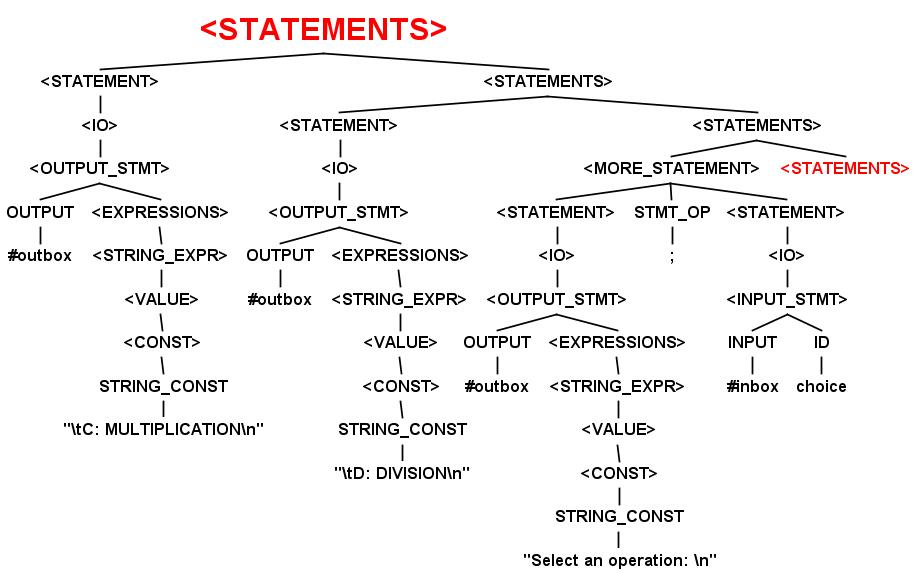 <STATEMENTS>
<STATEMENT> <STATEMENTS>
<IO> <STATEMENT> <STATEMENTS>
<OUTPUT_STMT> <IO> <MORE_STATEMENT> <STATEMENTS>
OUTPUT <EXPRESSIONS> <OUTPUT_STMT> <STATEMENT> STMT_OP <STATEMENT>
#outbox <STRING_EXPR> OUTPUT <EXPRESSIONS> <IO> ; <IO>
<VALUE> #outbox <STRING_EXPR> <OUTPUT_STMT> <INPUT_STMT>
<CONST> <VALUE> OUTPUT <EXPRESSIONS> INPUT ID
STRING_CONST <CONST> #outbox <STRING_EXPR> #inbox choice
"\tC: MULTIPLICATION\n" STRING_CONST <VALUE>
"\tD: DIVISION\n" <CONST>
STRING_CONST
"Select an operation: \n"